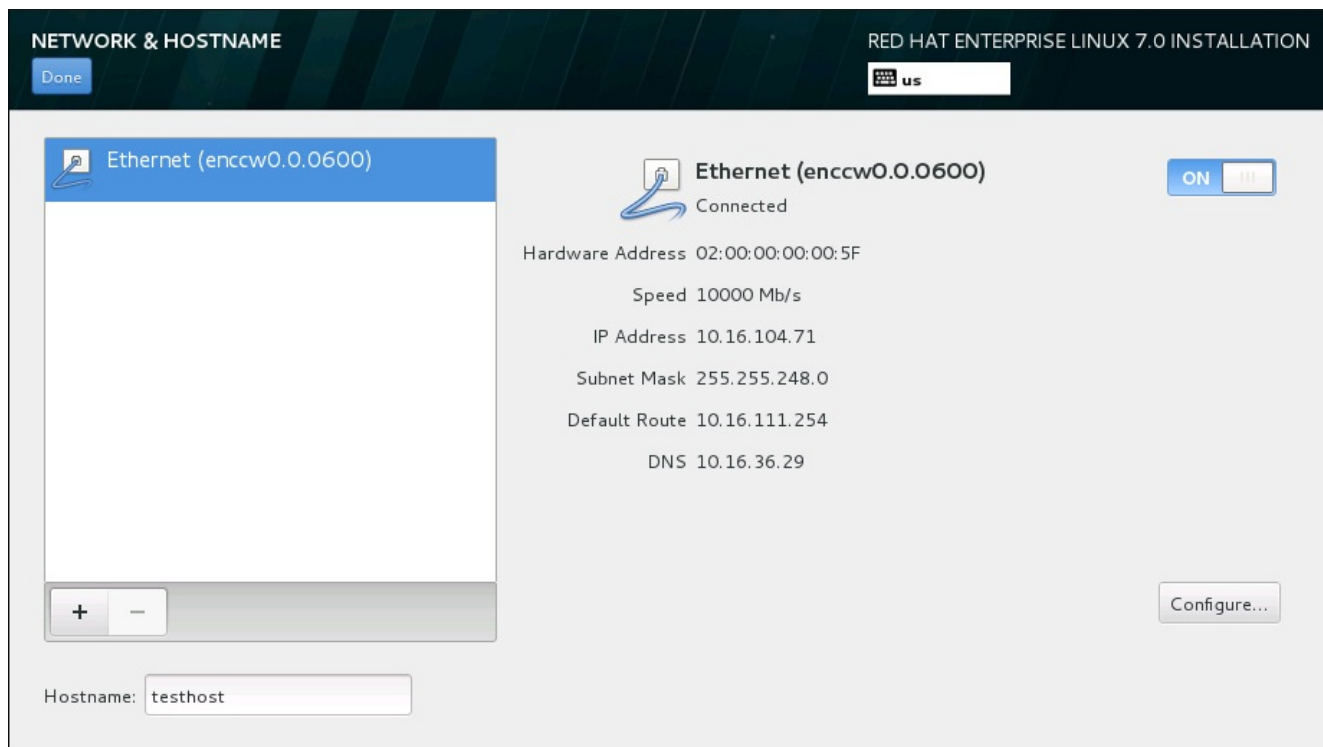 NETWORK & HOSTNAME
Done
RED HAT ENTERPRISE LINUX 7.0 INSTALLATION
us
Ethernet (enccw0.0.0600)
Ethernet (enccw0.0.0600)
Connected
ON
Hardware Address 02:00:00:00:00:5F
Speed 10000 Mb/s
IP Address 10.16.104.71
Subnet Mask 255.255.248.0
Default Route 10.16.111.254
DNS 10.16.36.29
+ −
Configure...
Hostname: testhost